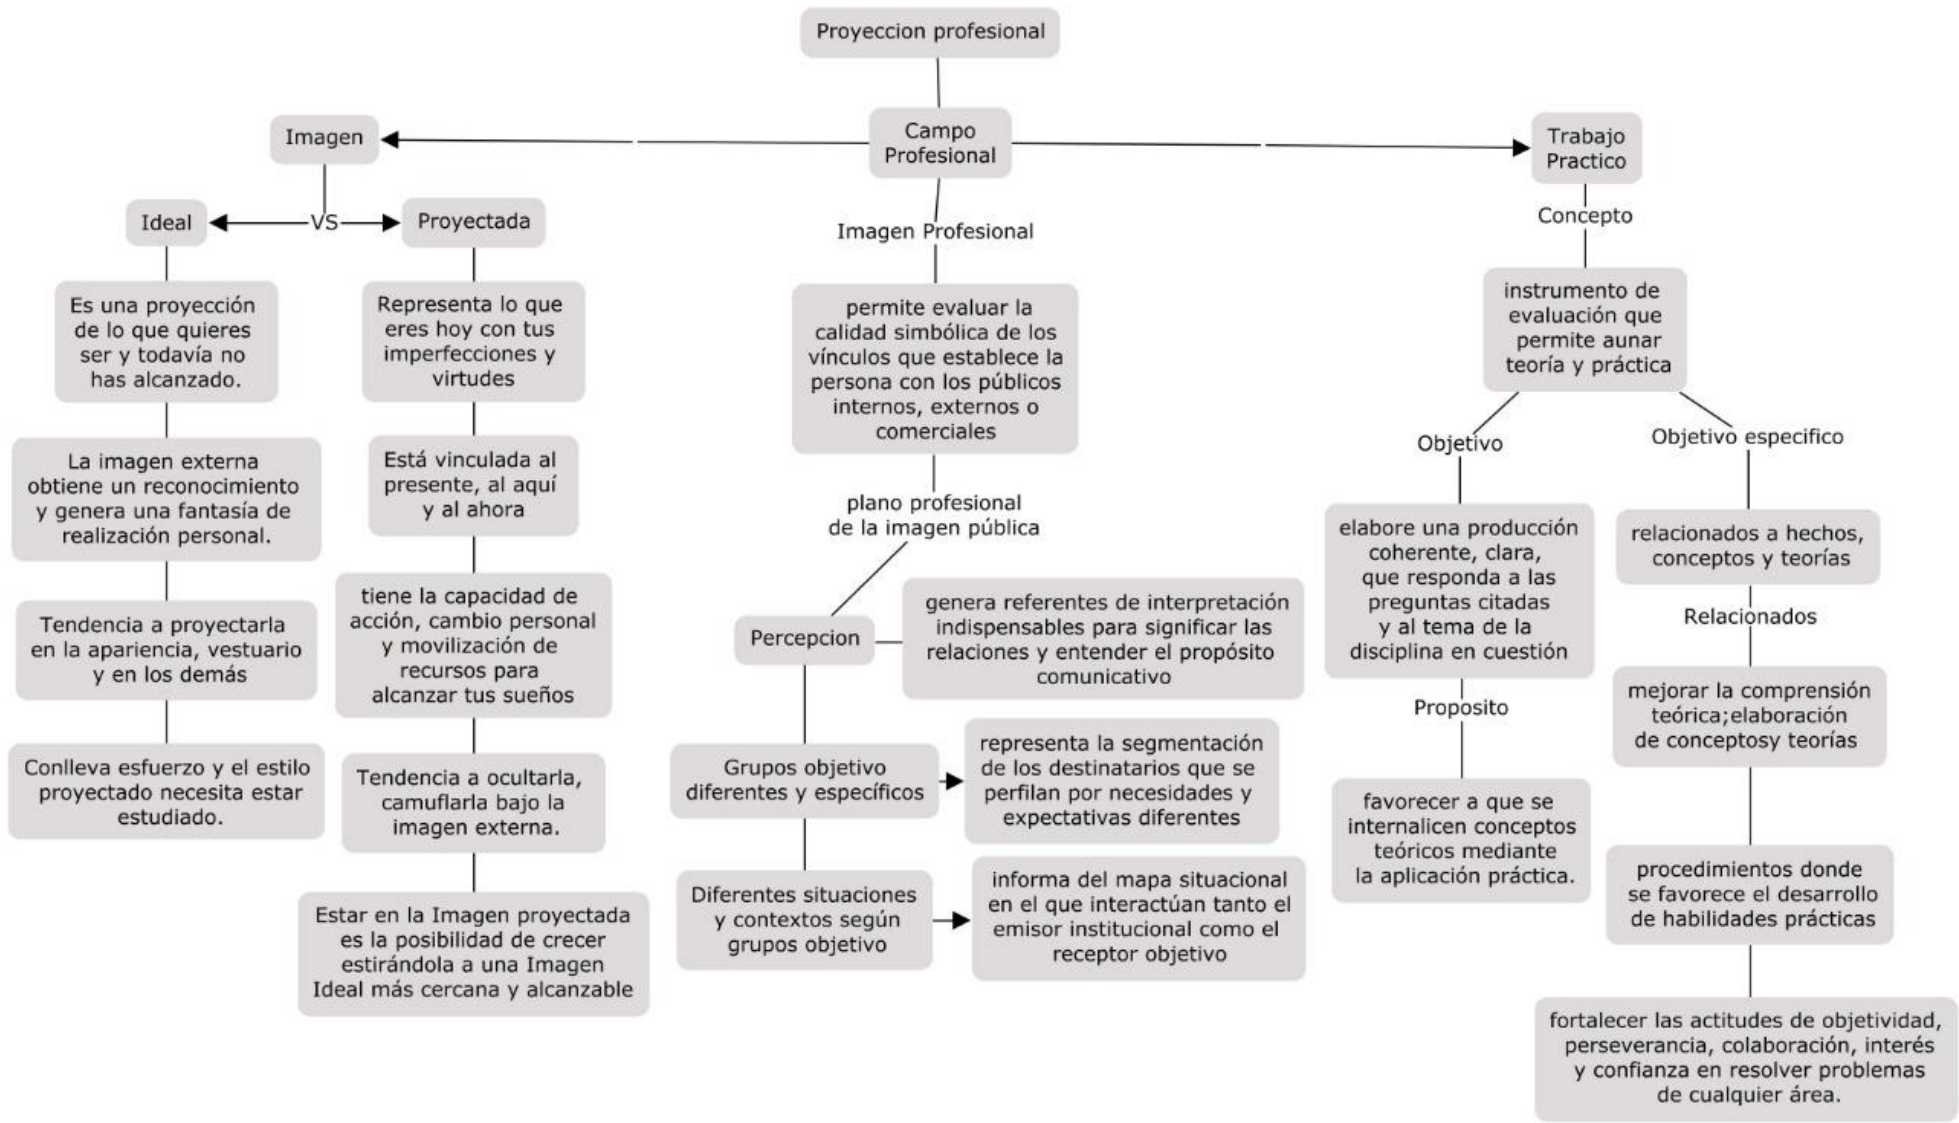 Proyeccion profesional
Campo
Profesional
Imagen
VS
Ideal
Es una proyección
de lo que quieres
ser y todavía no
has alcanzado.
La imagen externa
obtiene un reconocimiento
y genera una fantasía de
realización personal.
Tendencia a proyectarla
en la apariencia, vestuario
y en los demás
Conlleva esfuerzo y el estilo
proyectado necesita estar
estudiado.
Proyectada
Representa lo que
eres hoy con tus
imperfecciones y
virtudes
Está vinculada al
presente, al aquí
y al ahora
tiene la capacidad de
acción, cambio personal
y movilización de
recursos para
alcanzar tus sueños
Tendencia a ocultarla,
camuflarla bajo la
imagen externa.
Estar en la Imagen proyectada
es la posibilidad de crecer
estirándola a una Imagen
Ideal más cercana y alcanzable
Imagen Profesional
permite evaluar la
calidad simbólica de los
vínculos que establece la
persona con los públicos
internos, externos o
comerciales
plano profesional
de la imagen pública
Percepcion
genera referentes de interpretación
indispensables para significar las
relaciones y entender el propósito
comunicativo
Grupos objetivo
diferentes y específicos
representa la segmentación
de los destinatarios que se
perfilan por necesidades y
expectativas diferentes
Diferentes situaciones
y contextos según
grupos objetivo
informa del mapa situacional
en el que interactúan tanto el
emisor institucional como el
receptor objetivo
Trabajo
Practico
Concepto
instrumento de
evaluación que
permite aunar
teoría y práctica
Objetivo
elabore una producción
coherente, clara,
que responda a las
preguntas citadas
y al tema de la
disciplina en cuestión
Proposito
favorecer a que se
internalicen conceptos
teóricos mediante
la aplicación práctica.
Objetivo especifico
relacionados a hechos,
conceptos y teorías
Relacionados
mejorar la comprensión
teórica;elaboración
de conceptosy teorías
procedimientos donde
se favorece el desarrollo
de habilidades prácticas
fortalecer las actitudes de objetividad,
perseverancia, colaboración, interés
y confianza en resolver problemas
de cualquier área.